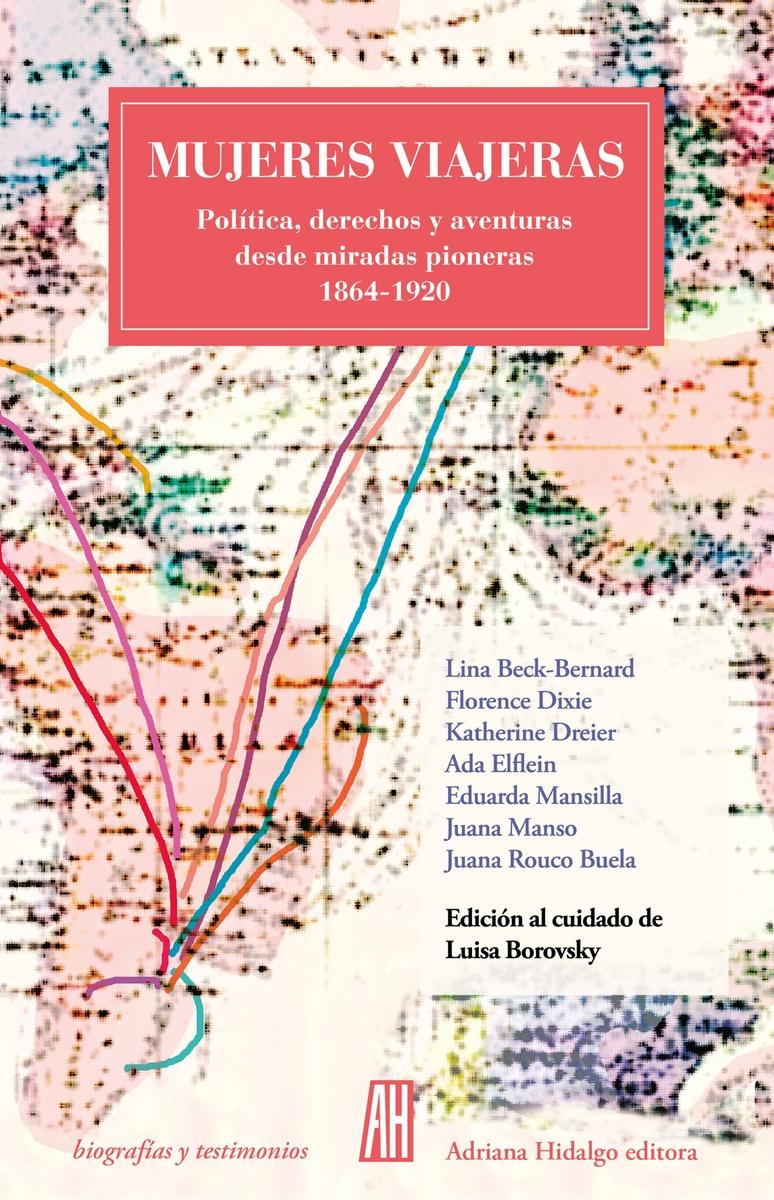 MUJERES VIAJERAS
Política, derechos y aventuras
desde miradas pioneras
1864-1920
Lina Beck-Bernard
Florence Dixie
Katherine Dreier
Ada Elflein
Eduarda Mansilla
Juana Manso
Juana Rouco Buela
Edición al cuidado de
Luisa Borovsky
biografías y testimonios
AH
Adriana Hidalgo editora